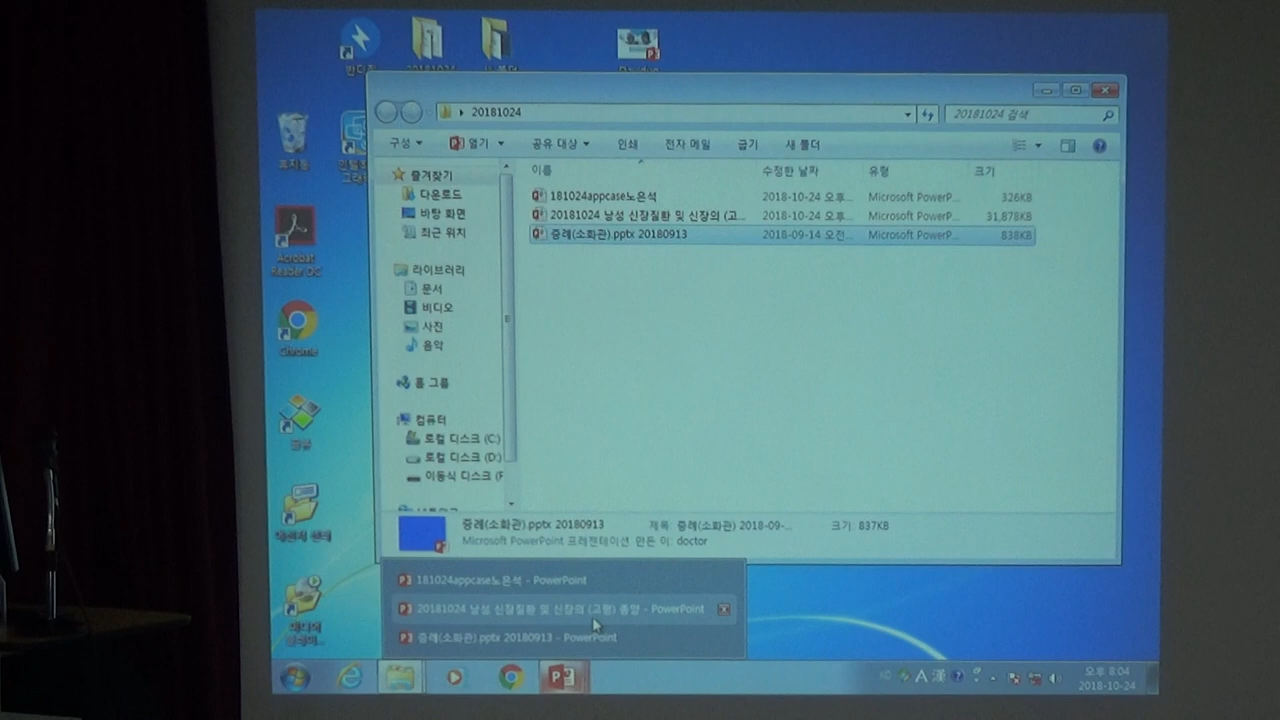 20181024
20181024 검색
구성
열기
공유 대상
인쇄
전자 메일
굽기
새 폴더
휴지통
즐겨찾기
다운로드
바탕 화면
최근 위치
라이브러리
문서
비디오
사진
음악
홈 그룹
컴퓨터
로컬 디스크 (C:)
로컬 디스크 (D:)
이동식 디스크 (F
이름
수정한 날짜
유형
크기
181024appcase노은석
2018-10-24 오후...
Microsoft PowerP...
326KB
20181024 낭성 신장질환 및 신장의 (고...
2018-10-24 오후...
Microsoft PowerP...
31,878KB
증례(소화관).pptx 20180913
2018-09-14 오전...
Microsoft PowerP...
838KB
Acrobat
Reader DC
Chrome
증례(소화관).pptx 20180913
제목: 증례(소화관) 2018-09-...
크기: 837KB
Microsoft PowerPoint 프레젠테이션
만든 이: doctor
181024appcase노은석 - PowerPoint
20181024 낭성 신장질환 및 신장의 (고형) 종양 - PowerPoint
증례(소화관).pptx 20180913 - PowerPoint
KO
A 漢
오후 8:04
2018-10-24